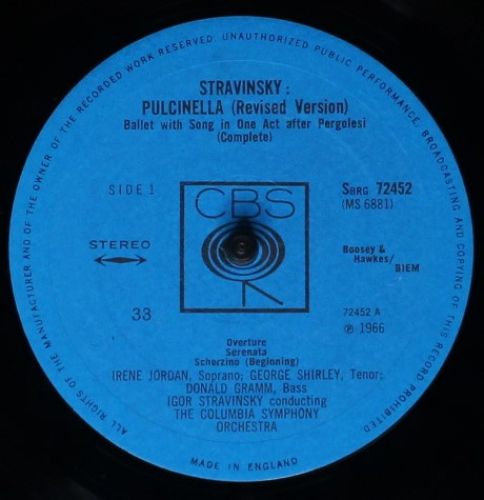 ALL RIGHTS OF THE MANUFACTURER AND OF THE OWNER OF THE RECORDED WORK RESERVED. UNAUTHORIZED PUBLIC PERFORMANCE, BROADCASTING AND COPYING OF THIS RECORD PROHIBITED
STRAVINSKY:
PULCINELLA (Revised Version)
Ballet with Song in One Act after Pergolesi
(Complete)
SIDE 1
CBS
SBRG 72452
(MS 6881)
STEREO
Boosey &
Hawkes/
BIEM
33
72452 A
℗ 1966
Overture
Serenata
Scherzino (Beginning)
IRENE JORDAN, Soprano; GEORGE SHIRLEY, Tenor;
DONALD GRAMM, Bass
IGOR STRAVINSKY conducting
THE COLUMBIA SYMPHONY
ORCHESTRA
MADE IN ENGLAND